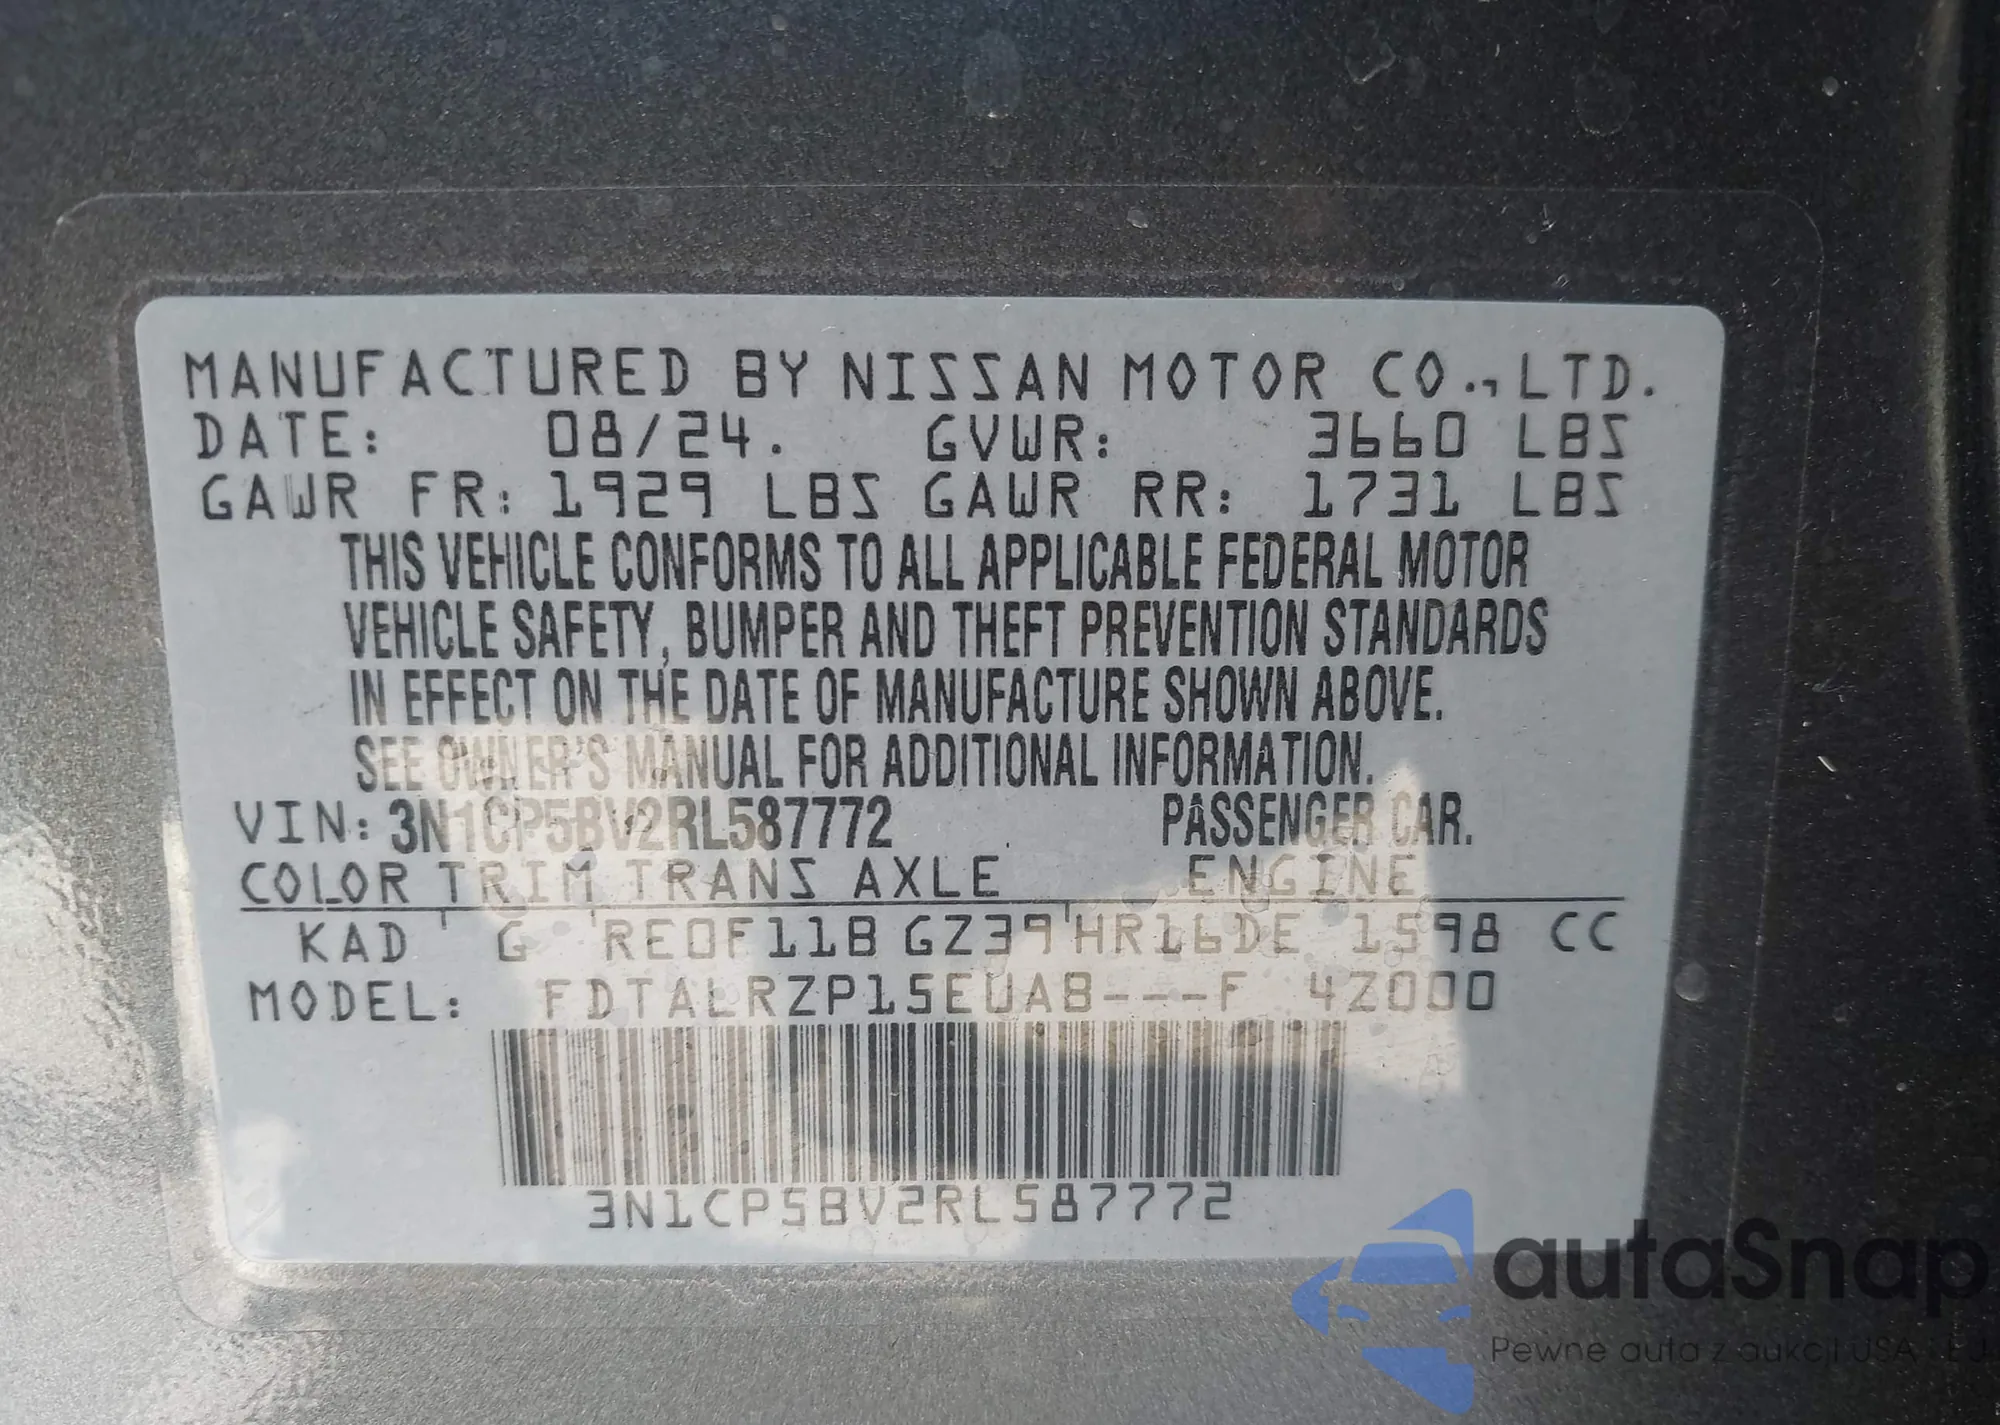 MANUFACTURED BY NISSAN MOTOR CO., LTD.
DATE: 08/24. GVWR: 3660 LBS
GAWR FR: 1929 LBS GAWR RR: 1731 LBS
THIS VEHICLE CONFORMS TO ALL APPLICABLE FEDERAL MOTOR
VEHICLE SAFETY, BUMPER AND THEFT PREVENTION STANDARDS
IN EFFECT ON THE DATE OF MANUFACTURE SHOWN ABOVE.
SEE OWNER'S MANUAL FOR ADDITIONAL INFORMATION.
VIN: 3N1CP5BV2RL587772 PASSENGER CAR.
COLOR TRIM TRANS AXLE ENGINE
KAD G RE0F11B GZ39 HR16DE 1598 CC
MODEL: FDTALRZP15EUAB---F 4Z000
3N1CP5BV2RL587772
autaSnap
Pewne auta z aukcji USA i EU